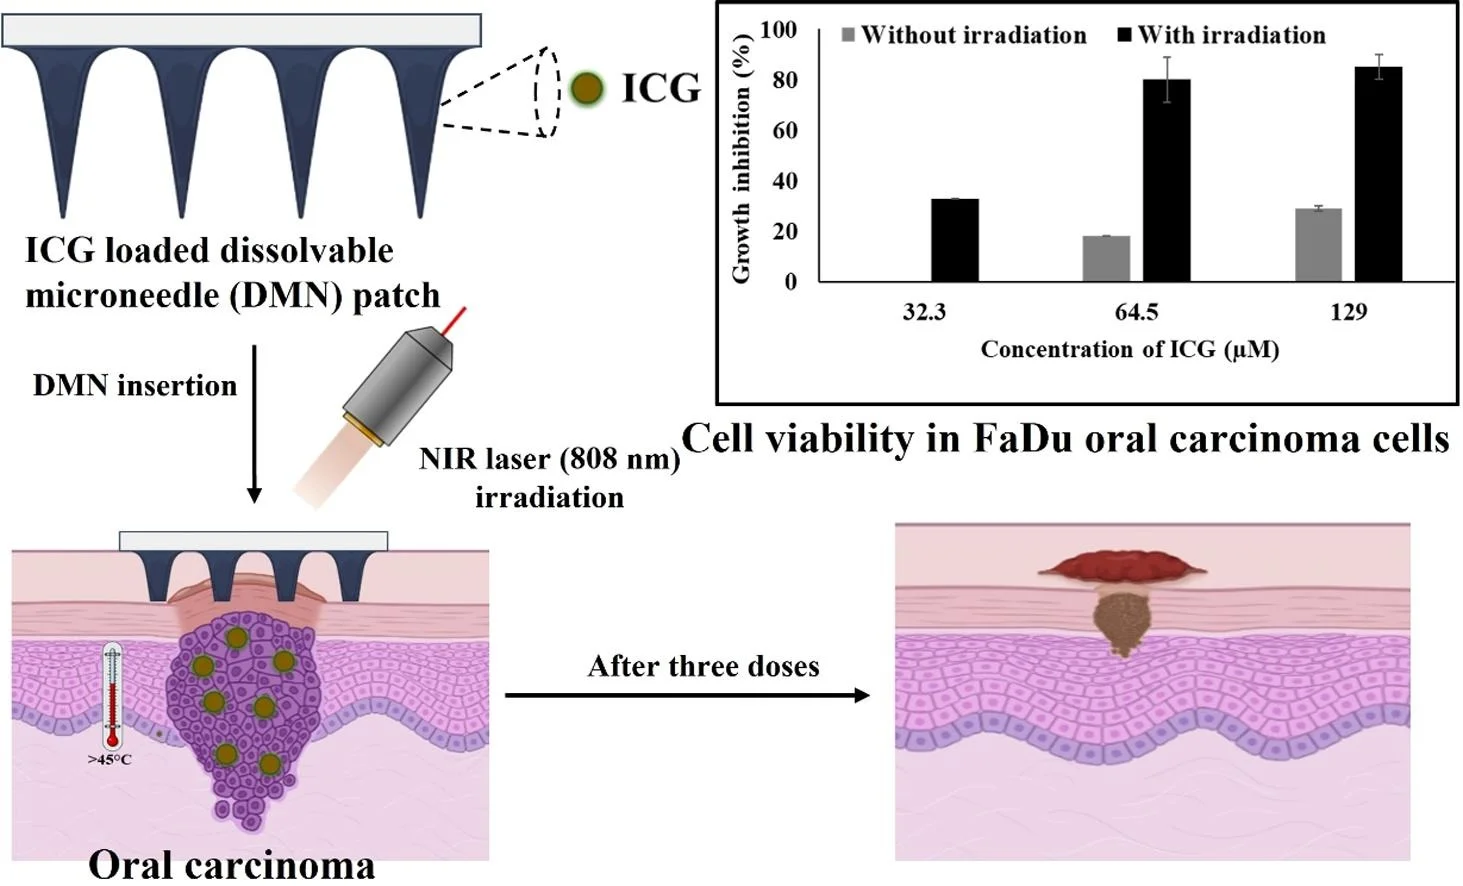 ICG
ICG loaded dissolvable
microneedle (DMN) patch
DMN insertion
NIR laser (808 nm)
irradiation
>45°C
Oral carcinoma
After three doses
Without irradiation
With irradiation
Growth inhibition (%)
100
80
60
40
20
0
32.3
64.5
129
Concentration of ICG (µM)
Cell viability in FaDu oral carcinoma cells